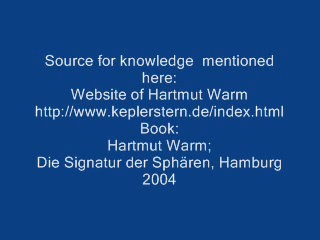 Source for knowledge  mentioned
here:
Website of Hartmut Warm
http://www.keplerstern.de/index.html
Book:
Hartmut Warm;
Die Signatur der Sphären, Hamburg
2004